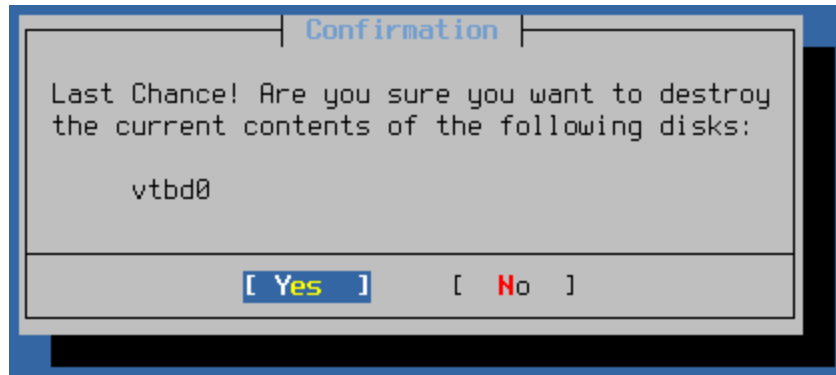 Confirmation
Last Chance! Are you sure you want to destroy
the current contents of the following disks:
vtbd0
[ Yes ] [ No ]